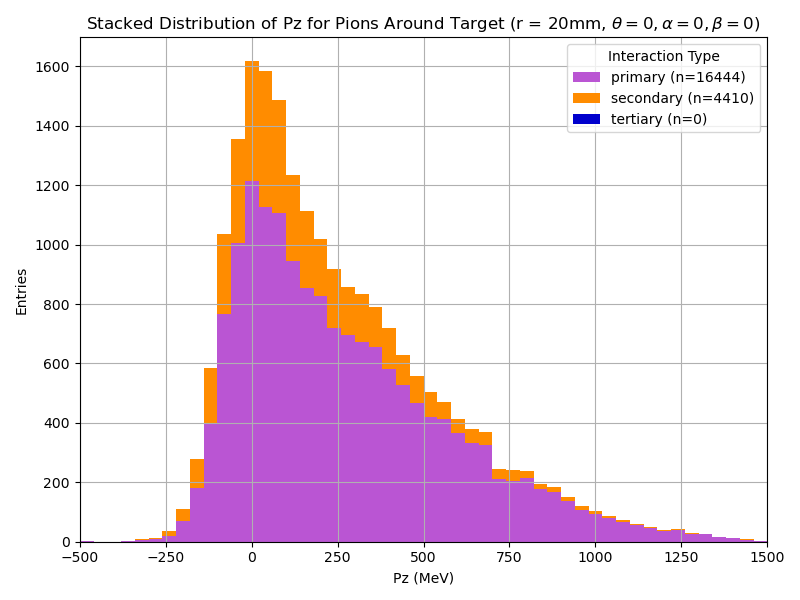 Stacked Distribution of Pz for Pions Around Target (r = 20mm, θ = 0, α = 0, β = 0)
Interaction Type
primary (n=16444)
secondary (n=4410)
tertiary (n=0)
Entries
1600
1400
1200
1000
800
600
400
200
0
−500 −250 0 250 500 750 1000 1250 1500
Pz (MeV)